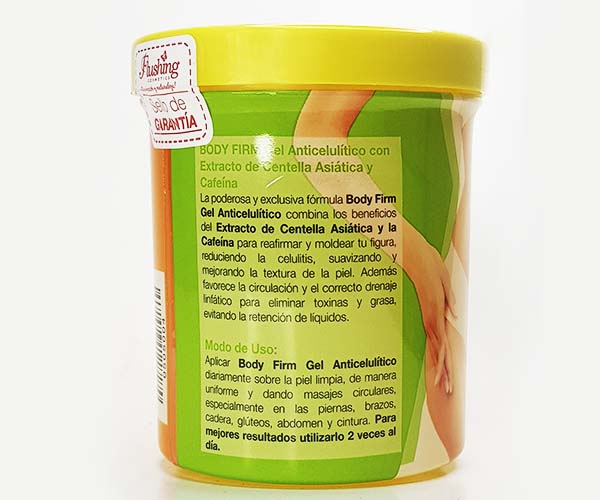 Flushing
COSMETICS
Sello de
GARANTÍA
BODY FIRM Gel Anticelulítico con
Extracto de Centella Asiática y
Cafeína
La poderosa y exclusiva fórmula Body Firm
Gel Anticelulítico combina los beneficios
del Extracto de Centella Asiática y la
Cafeína para reafirmar y moldear tu figura,
reduciendo la celulitis, suavizando y
mejorando la textura de la piel. Además
favorece la circulación y el correcto drenaje
linfático para eliminar toxinas y grasa,
evitando la retención de líquidos.
Modo de Uso:
Aplicar Body Firm Gel Anticelulítico
diariamente sobre la piel limpia, de manera
uniforme y dando masajes circulares,
especialmente en las piernas, brazos,
cadera, glúteos, abdomen y cintura. Para
mejores resultados utilizarlo 2 veces al
día.